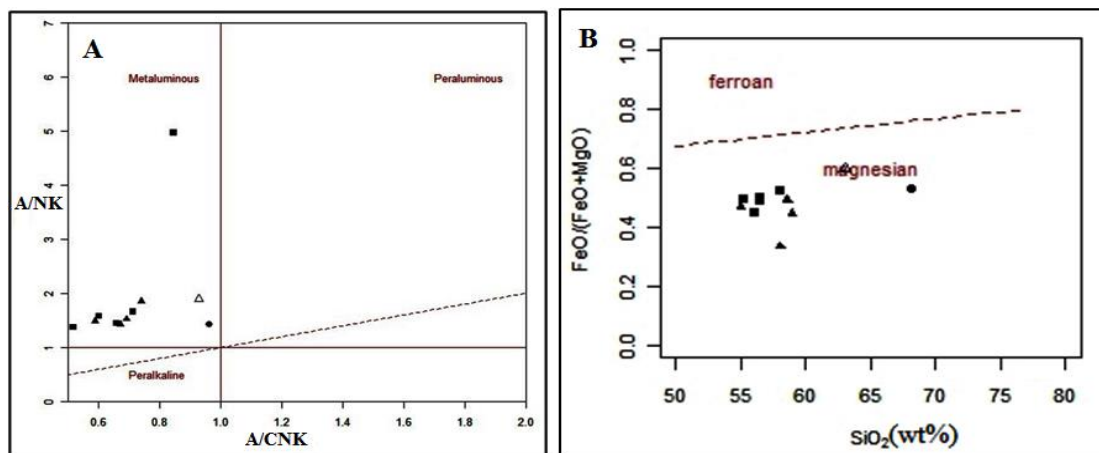 A
A/NK
7
6
5
4
3
2
1
0
Metaluminous
Peraluminous
Peralkaline
0.6
0.8
1.0
1.2
1.4
1.6
1.8
2.0
A/CNK
B
FeO/(FeO+MgO)
1.0
0.8
0.6
0.4
0.2
0.0
ferroan
magnesian
50
55
60
65
70
75
80
SiO₂(wt%)